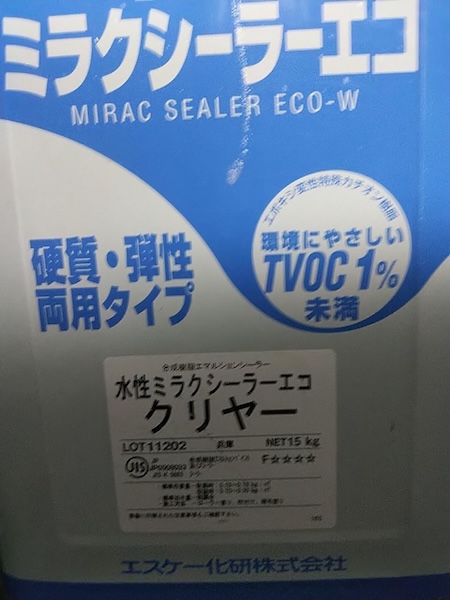 ミラクシーラーエコ
MIRAC SEALER ECO-W
エポキシ変性特殊カチオン樹脂
環境にやさしい
TVOC 1%
未満
硬質・弾性
両用タイプ
合成樹脂エマルションシーラー
水性ミラクシーラーエコ
クリヤー
LOT11202 兵庫 NET15 kg
JIS
F☆☆☆☆
エスケー化研株式会社